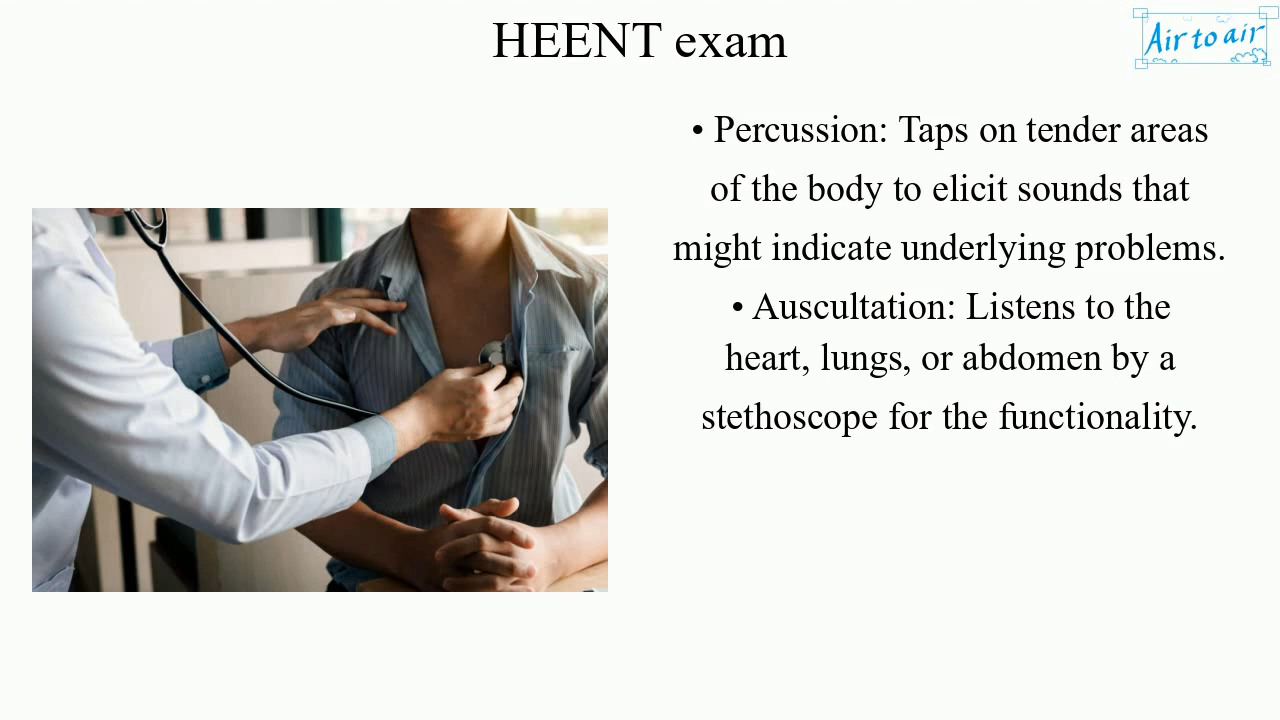 HEENT exam
Air to air
• Percussion: Taps on tender areas
of the body to elicit sounds that
might indicate underlying problems.
• Auscultation: Listens to the
heart, lungs, or abdomen by a
stethoscope for the functionality.